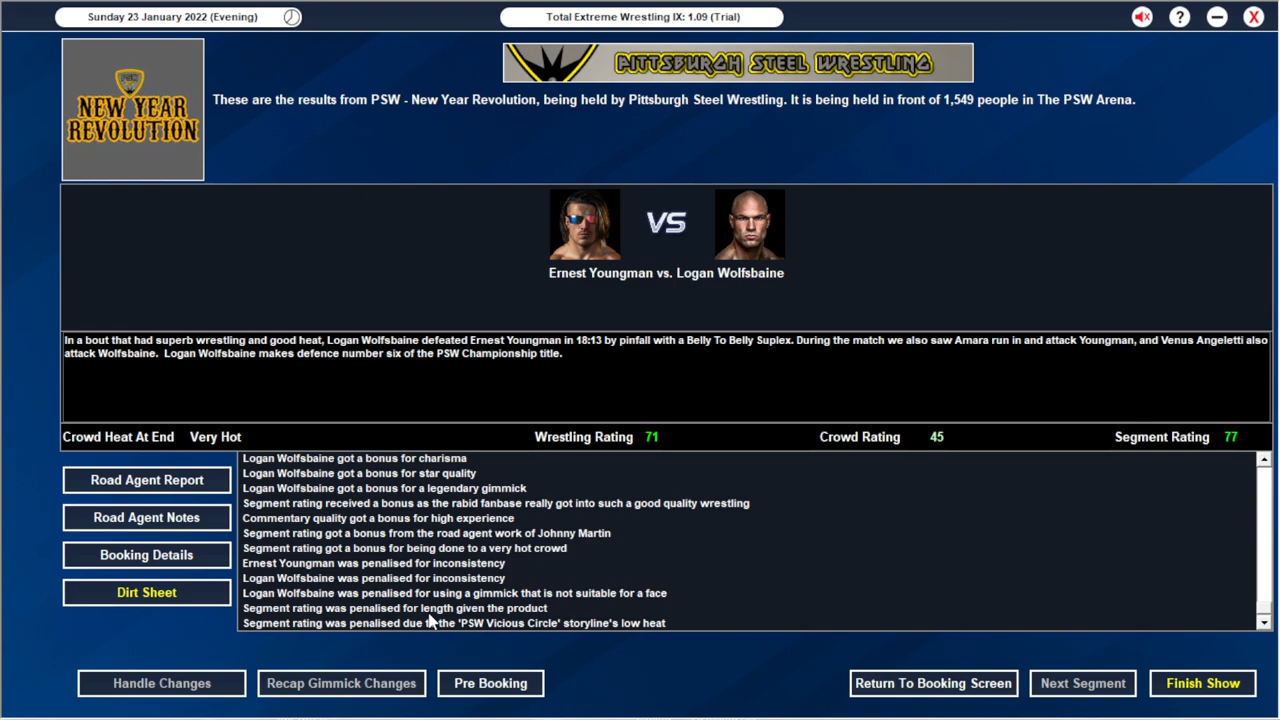 Sunday 23 January 2022 (Evening)
Total Extreme Wrestling IX: 1.09 (Trial)
?
X
PSW
NEW YEAR
REVOLUTION
PITTSBURGH STEEL WRESTLING
These are the results from PSW - New Year Revolution, being held by Pittsburgh Steel Wrestling. It is being held in front of 1,549 people in The PSW Arena.
VS
Ernest Youngman vs. Logan Wolfsbaine
In a bout that had superb wrestling and good heat, Logan Wolfsbaine defeated Ernest Youngman in 18:13 by pinfall with a Belly To Belly Suplex. During the match we also saw Amara run in and attack Youngman, and Venus Angeletti also
attack Wolfsbaine. Logan Wolfsbaine makes defence number six of the PSW Championship title.
Crowd Heat At End Very Hot Wrestling Rating 71 Crowd Rating 45 Segment Rating 77
Road Agent Report
Road Agent Notes
Booking Details
Dirt Sheet
Logan Wolfsbaine got a bonus for charisma
Logan Wolfsbaine got a bonus for star quality
Logan Wolfsbaine got a bonus for a legendary gimmick
Segment rating received a bonus as the rabid fanbase really got into such a good quality wrestling
Commentary quality got a bonus for high experience
Segment rating got a bonus from the road agent work of Johnny Martin
Segment rating got a bonus for being done to a very hot crowd
Ernest Youngman was penalised for inconsistency
Logan Wolfsbaine was penalised for inconsistency
Logan Wolfsbaine was penalised for using a gimmick that is not suitable for a face
Segment rating was penalised for length given the product
Segment rating was penalised due to the 'PSW Vicious Circle' storyline's low heat
Handle Changes
Recap Gimmick Changes
Pre Booking
Return To Booking Screen
Next Segment
Finish Show